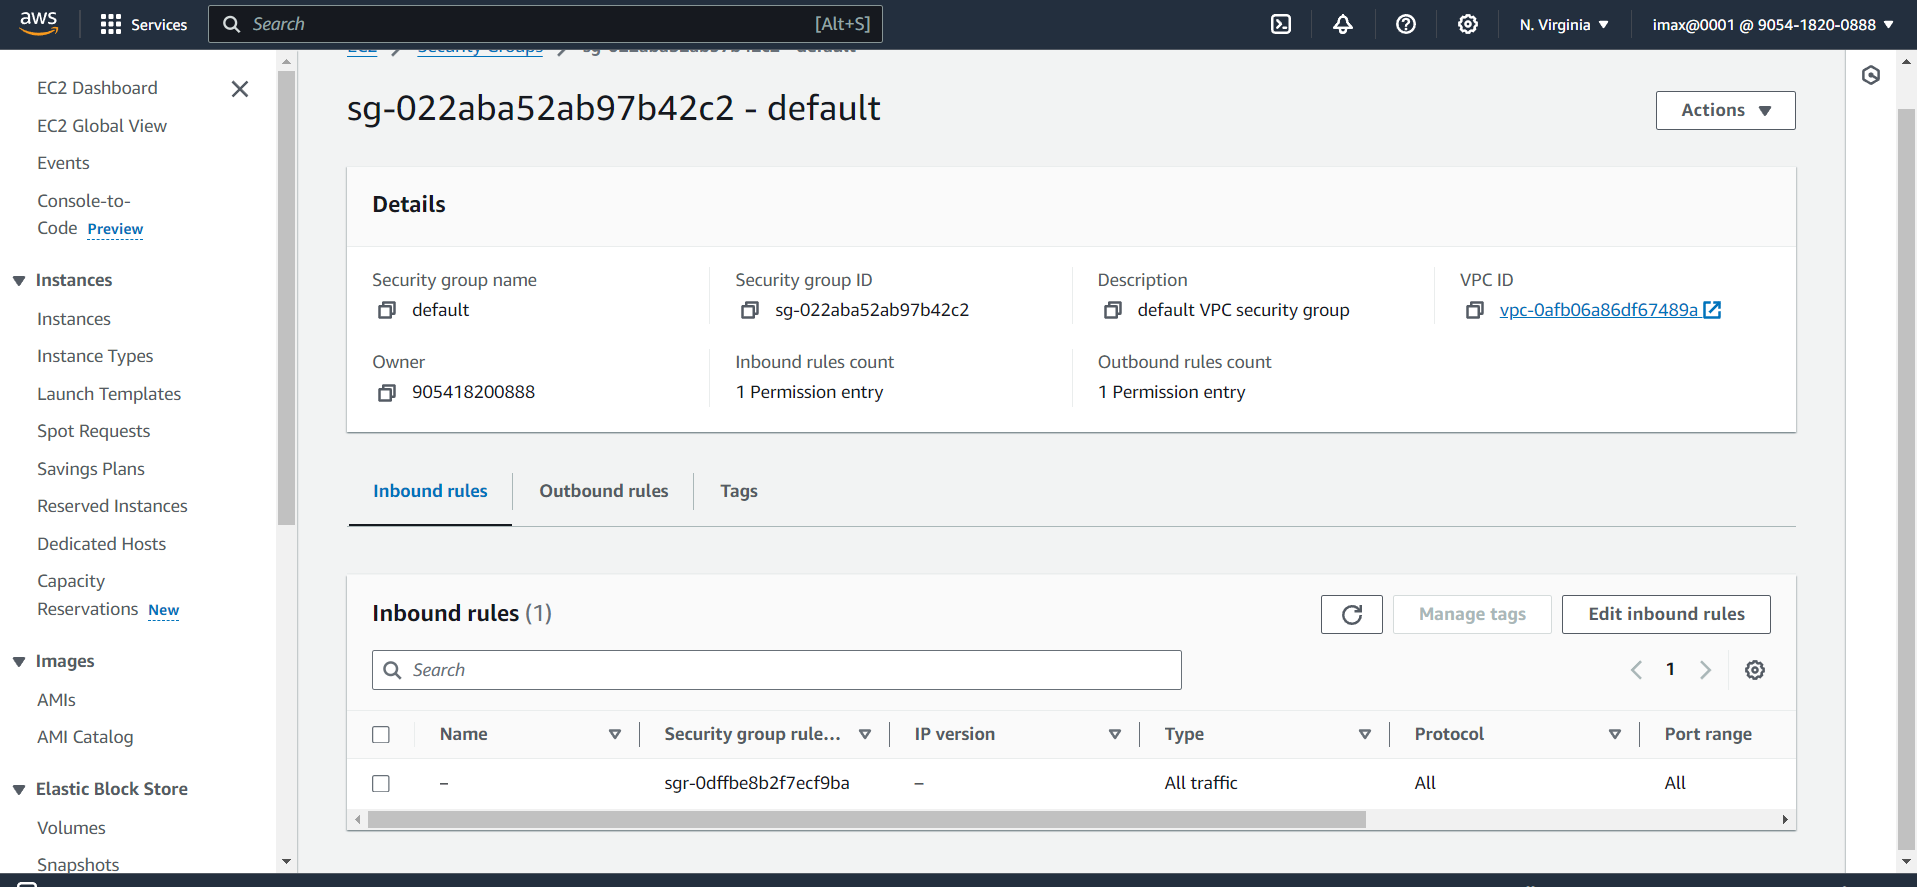 aws
Services
Search
[Alt+S]
N. Virginia
imax@0001 @ 9054-1820-0888
EC2 Dashboard
EC2 Global View
Events
Console-to-
Code Preview
Instances
Instances
Instance Types
Launch Templates
Spot Requests
Savings Plans
Reserved Instances
Dedicated Hosts
Capacity
Reservations New
Images
AMIs
AMI Catalog
Elastic Block Store
Volumes
Snapshots
EC2 Security Groups sg-022aba52ab97b42c2 - default
sg-022aba52ab97b42c2 - default
Actions
Details
Security group name
default
Security group ID
sg-022aba52ab97b42c2
Description
default VPC security group
VPC ID
vpc-0afb06a86df67489a
Owner
905418200888
Inbound rules count
1 Permission entry
Outbound rules count
1 Permission entry
Inbound rules
Outbound rules
Tags
Inbound rules (1)
Manage tags
Edit inbound rules
Search
1
Name Security group rule... IP version Type Protocol Port range
– sgr-0dffbe8b2f7ecf9ba – All traffic All All